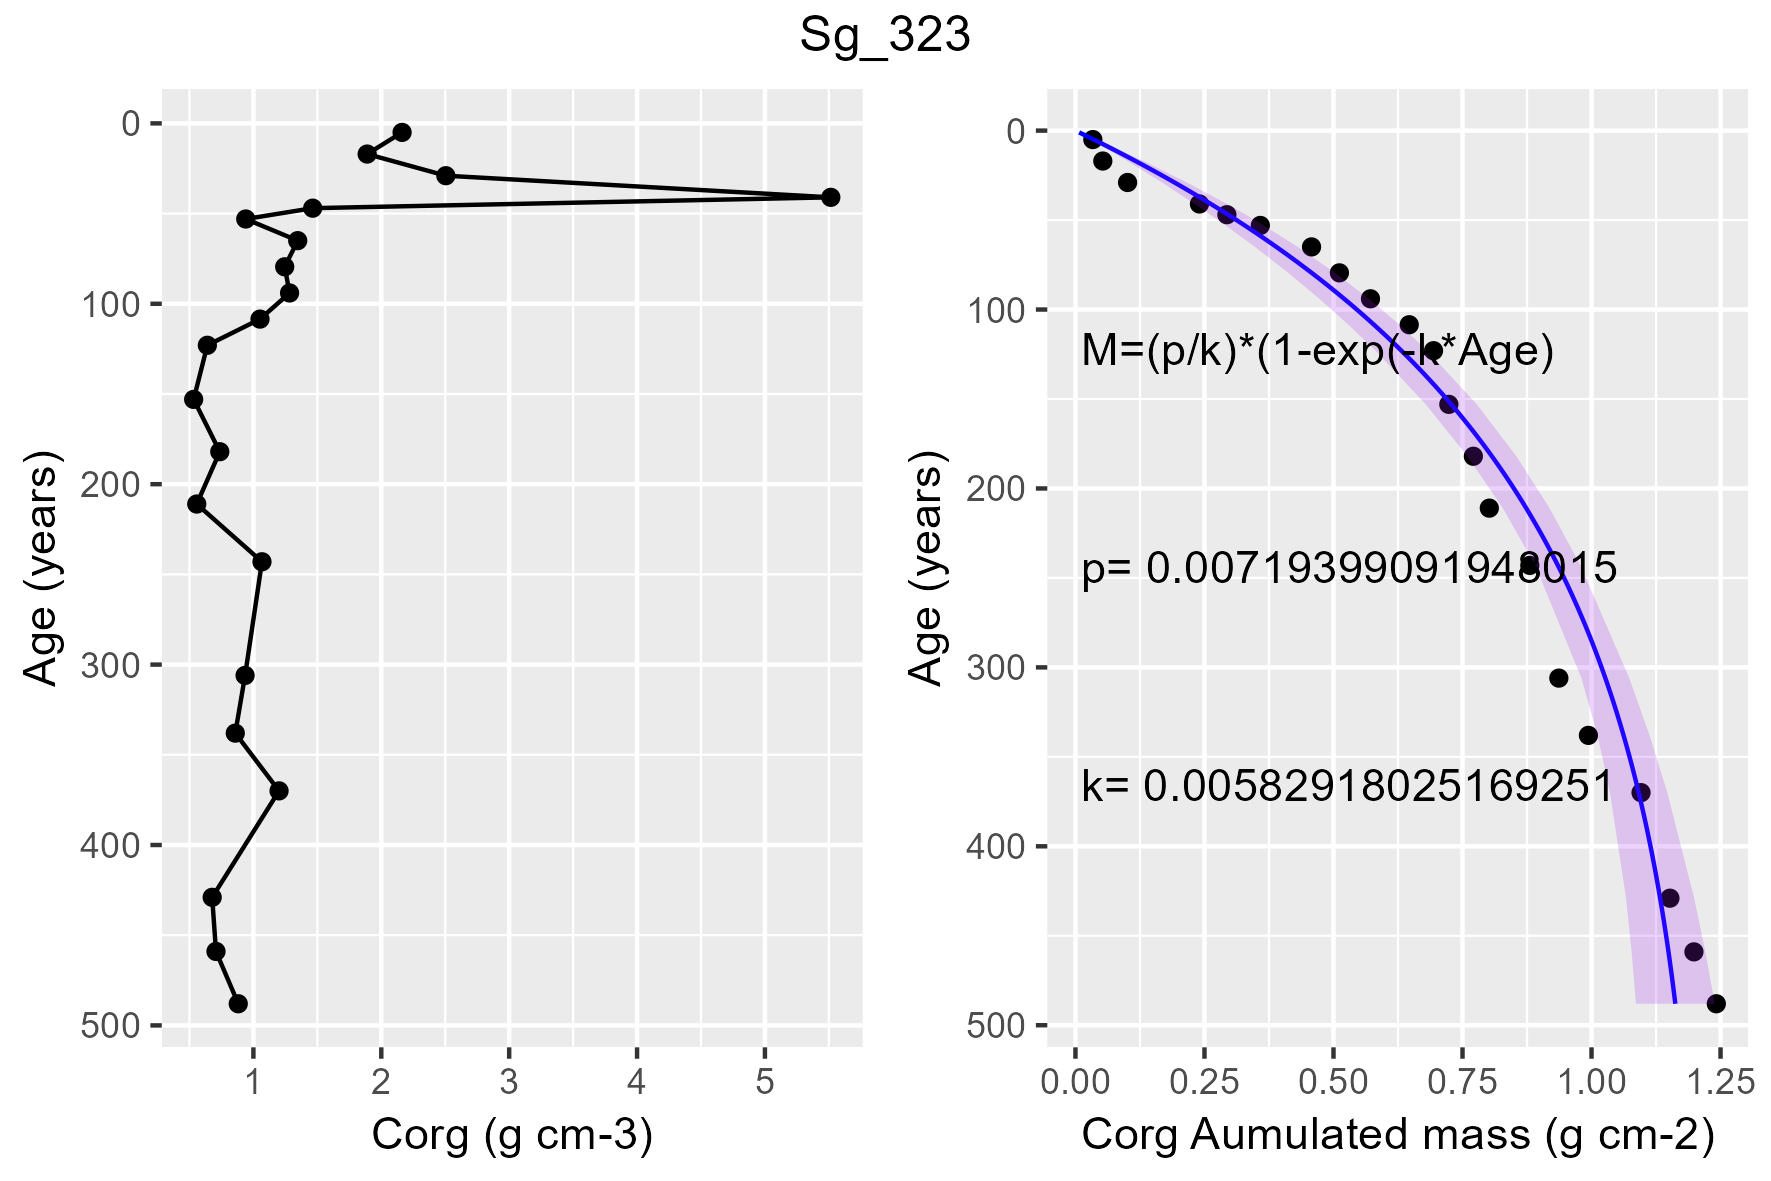 Sg_323
0
100
200
300
400
500
1
2
3
4
5
Age (years)
Corg (g cm-3)
0
100
200
300
400
500
0.00
0.25
0.50
0.75
1.00
1.25
Age (years)
Corg Aumulated mass (g cm-2)
M=(p/k)*(1-exp(-k*Age)
p= 0.00719399091948015
k= 0.00582918025169251